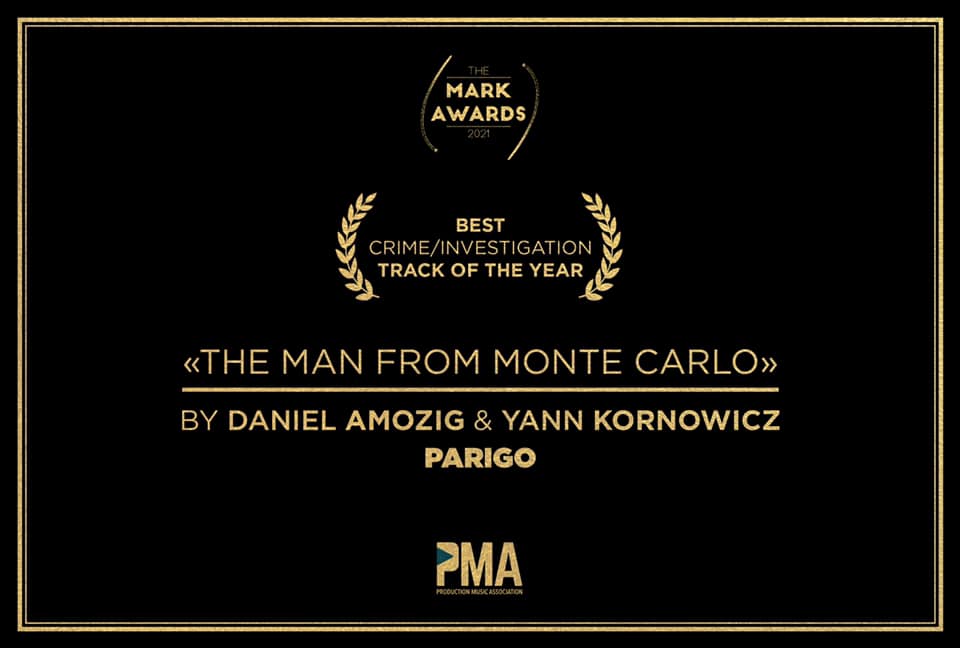 THE
MARK
AWARDS
2021
BEST
CRIME/INVESTIGATION
TRACK OF THE YEAR
«THE MAN FROM MONTE CARLO»
BY DANIEL AMOZIG & YANN KORNOWICZ
PARIGO
PMA
PRODUCTION MUSIC ASSOCIATION